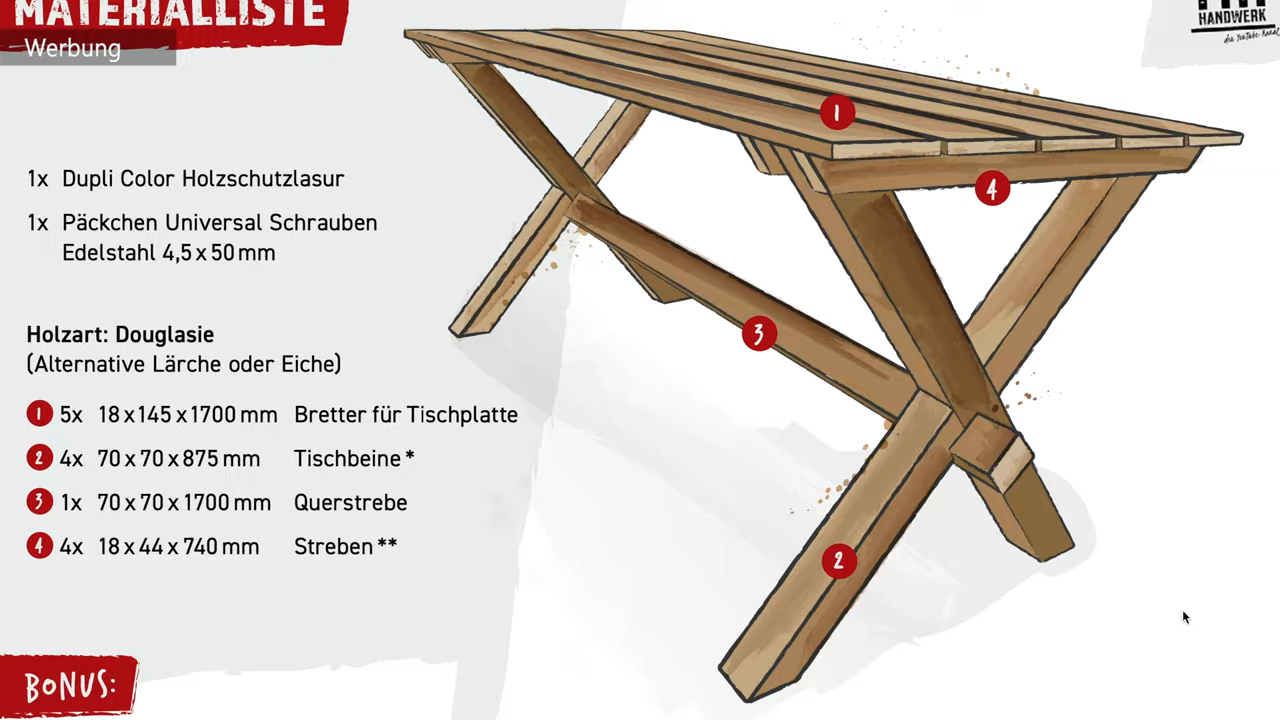 MATERIALLISTE
Werbung
HANDWERK
der YouTube-Kanal
1x Dupli Color Holzschutzlasur
1x Päckchen Universal Schrauben
Edelstahl 4,5 x 50 mm
Holzart: Douglasie
(Alternative Lärche oder Eiche)
1 5x 18 x 145 x 1700 mm Bretter für Tischplatte
2 4x 70 x 70 x 875 mm Tischbeine *
3 1x 70 x 70 x 1700 mm Querstrebe
4 4x 18 x 44 x 740 mm Streben **
1
4
3
2
BONUS: